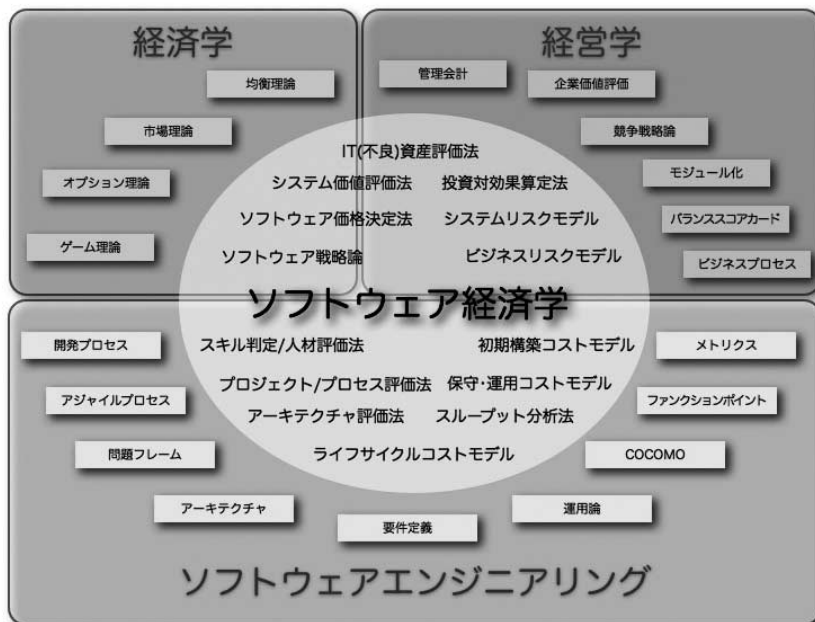 経済学
均衡理論
市場理論
オプション理論
ゲーム理論
経営学
管理会計
企業価値評価
競争戦略論
モジュール化
バランススコアカード
ビジネスプロセス
IT(不良)資産評価法
システム価値評価法 投資対効果算定法
ソフトウェア価格決定法 システムリスクモデル
ソフトウェア戦略論 ビジネスリスクモデル
ソフトウェア経済学
スキル判定/人材評価法 初期構築コストモデル
プロジェクト/プロセス評価法 保守・運用コストモデル
アーキテクチャ評価法 スループット分析法
ライフサイクルコストモデル
開発プロセス
アジャイルプロセス
問題フレーム
アーキテクチャ
要件定義
運用論
COCOMO
ファンクションポイント
メトリクス
ソフトウェアエンジニアリング